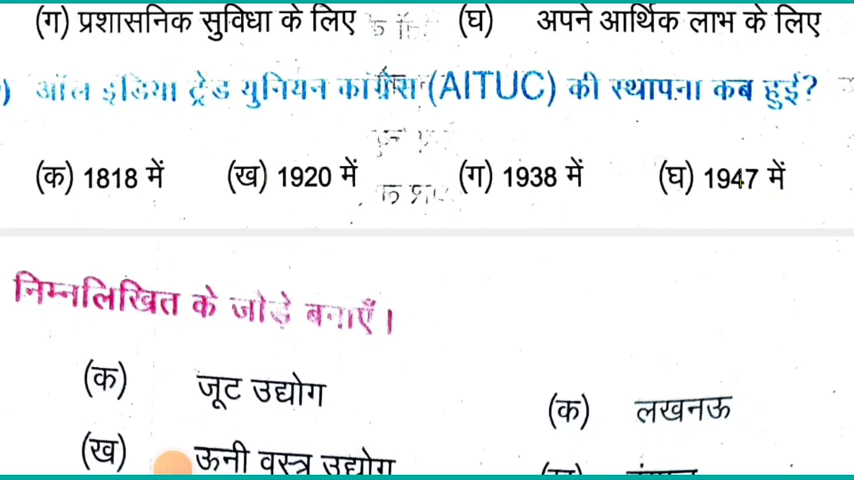 (ग) प्रशासनिक सुविधा के लिए (घ) अपने आर्थिक लाभ के लिए
) ऑल इंडिया ट्रेड युनियन कांग्रेस (AITUC) की स्थापना कब हुई?
(क) 1818 में (ख) 1920 में (ग) 1938 में (घ) 1947 में
निम्नलिखित के जोड़े बनाएँ।
(क) जूट उद्योग (क) लखनऊ
(ख) ऊनी वस्त्र उद्योग